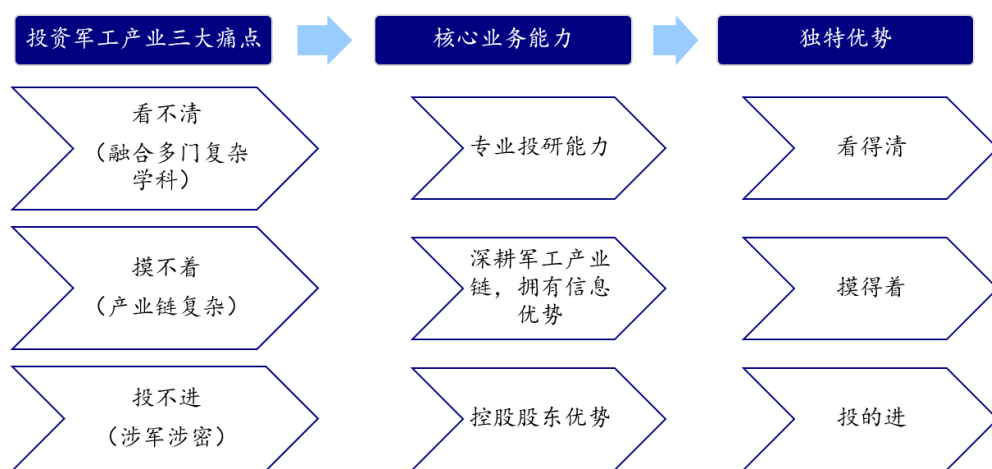 投资军工产业三大痛点
核心业务能力
独特优势
看不清
（融合多门复杂
学科）
专业投研能力
看得清
摸不着
（产业链复杂）
深耕军工产业
链，拥有信息
优势
摸得着
投不进
（涉军涉密）
控股股东优势
投的进